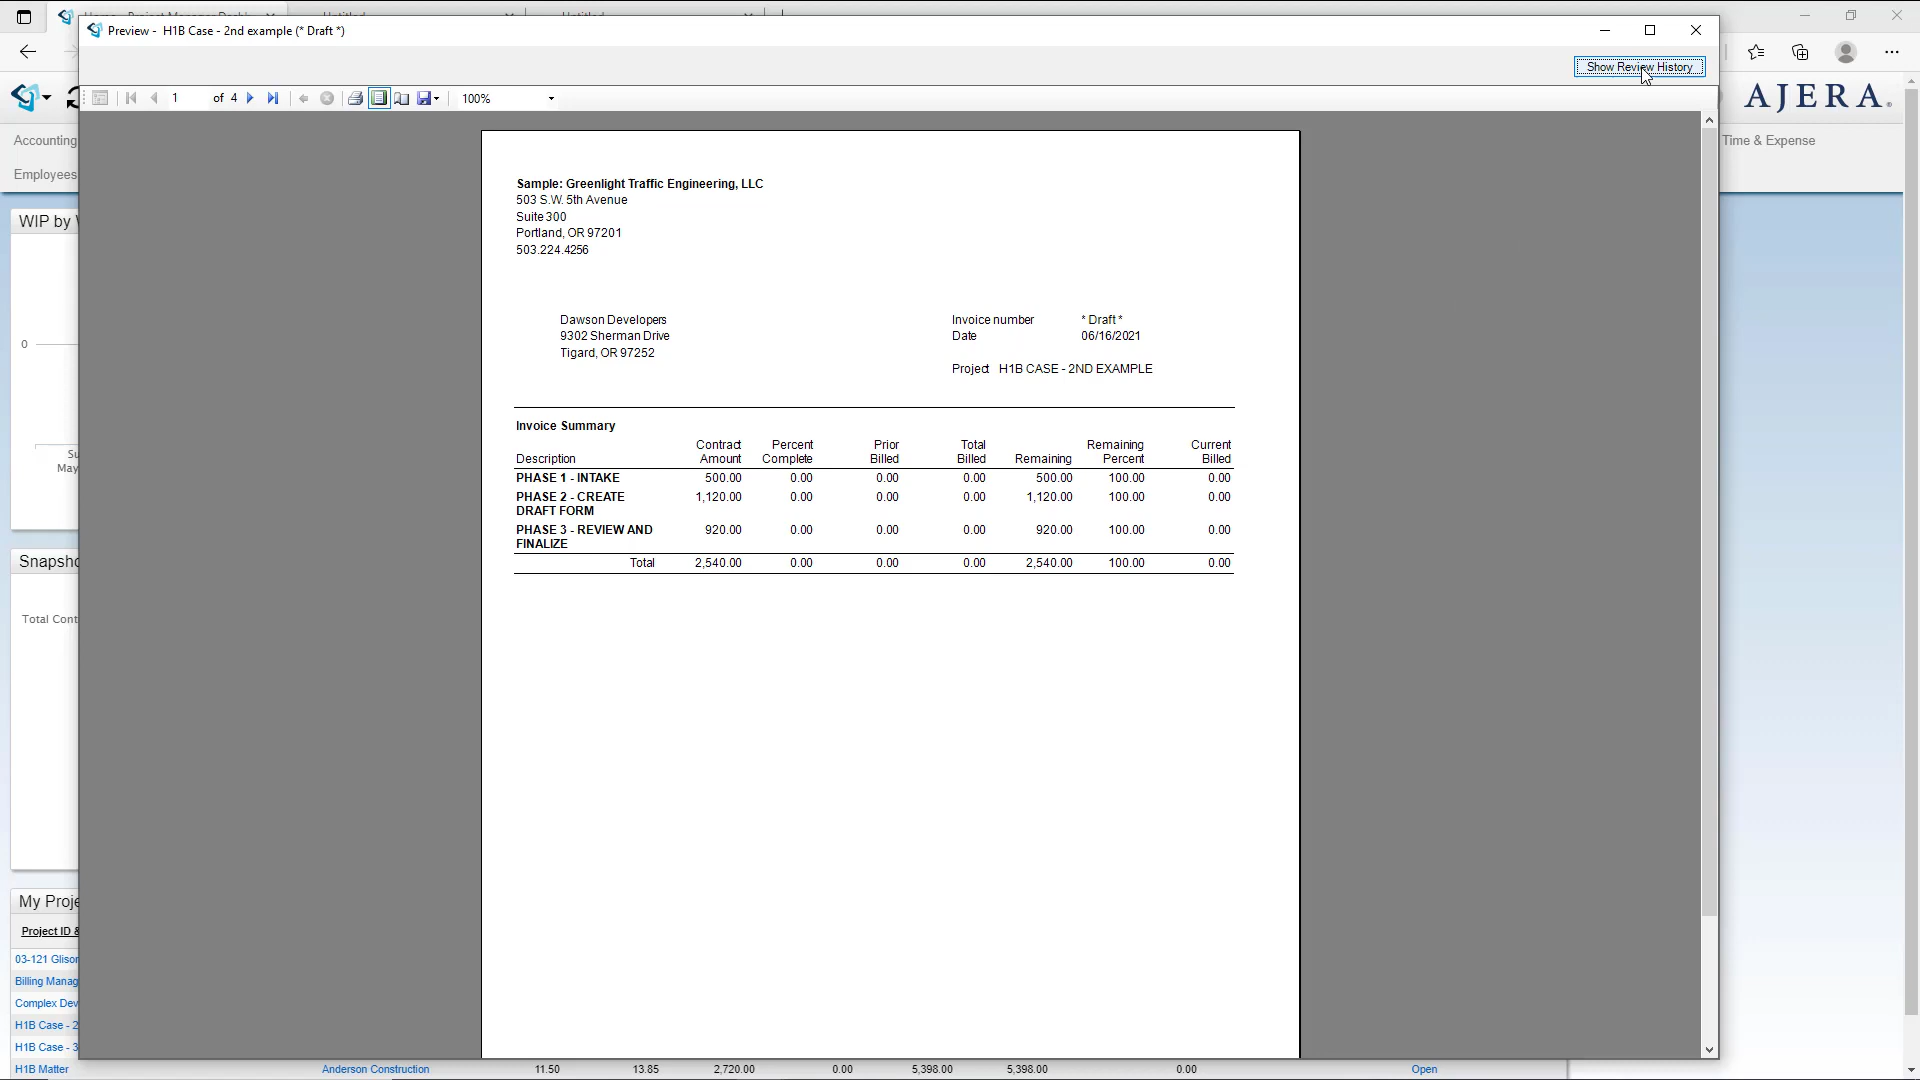 Preview - H1B Case - 2nd example (* Draft *)
Show Review History
1 of 4
100%
AJERA
Accounting
Time & Expense
Employees
WIP by
0
Su
May
Snapsho
Total Cont
My Proje
Project ID &
03-121 Glisor
Billing Manag
Complex Dev
H1B Case - 2
H1B Case - 3
H1B Matter Anderson Construction 11.50 13.85 2,720.00 0.00 5,398.00 5,398.00 0.00 Open
Sample: Greenlight Traffic Engineering, LLC
503 S.W. 5th Avenue
Suite 300
Portland, OR 97201
503.224.4256
Dawson Developers
9302 Sherman Drive
Tigard, OR 97252
Invoice number * Draft *
Date 06/16/2021
Project H1B CASE - 2ND EXAMPLE
Invoice Summary
Contract Percent Prior Total Remaining Current
Description Amount Complete Billed Billed Remaining Percent Billed
PHASE 1 - INTAKE 500.00 0.00 0.00 0.00 500.00 100.00 0.00
PHASE 2 - CREATE 1,120.00 0.00 0.00 0.00 1,120.00 100.00 0.00
DRAFT FORM
PHASE 3 - REVIEW AND 920.00 0.00 0.00 0.00 920.00 100.00 0.00
FINALIZE
Total 2,540.00 0.00 0.00 0.00 2,540.00 100.00 0.00